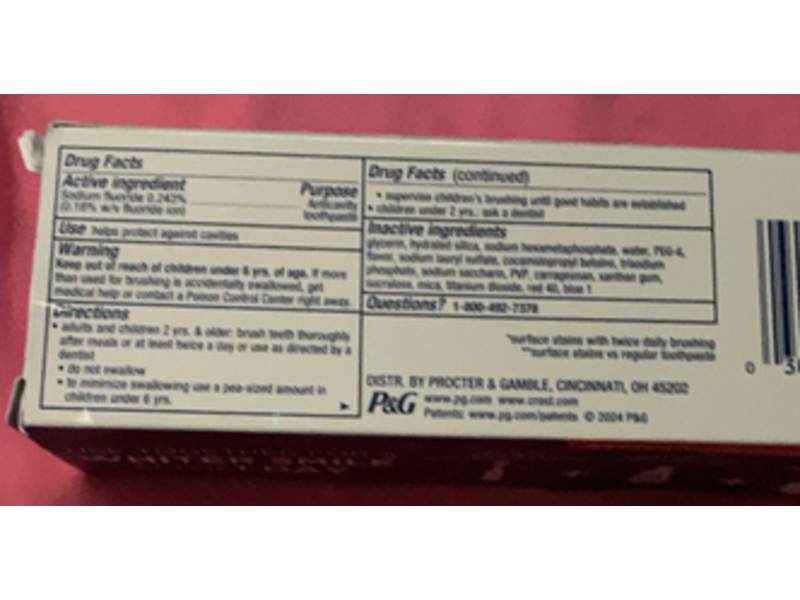 Drug Facts
Active ingredient
Purpose
Sodium fluoride 0.243%
Anticavity
(0.16% w/v fluoride ion)
toothpaste
Use helps protect against cavities
Warning
Keep out of reach of children under 6 yrs. of age. If more
than used for brushing is accidentally swallowed, get
medical help or contact a Poison Control Center right away.
Directions
• adults and children 2 yrs. & older: brush teeth thoroughly
after meals or at least twice a day or use as directed by a
dentist
• do not swallow
• to minimize swallowing use a pea-sized amount in
children under 6 yrs.
Drug Facts (continued)
• supervise children's brushing until good habits are established
• children under 2 yrs.: ask a dentist
Inactive ingredients
glycerin, hydrated silica, sodium hexametaphosphate, water, PEG-6,
flavor, sodium lauryl sulfate, cocamidopropyl betaine, trisodium
phosphate, sodium saccharin, PVP, carrageenan, xanthan gum,
sucralose, mica, titanium dioxide, red 40, blue 1
Questions? 1-800-492-7378
*surface stains with twice daily brushing
**surface stains vs regular toothpaste
DISTR. BY PROCTER & GAMBLE, CINCINNATI, OH 45202
P&G www.pg.com www.crest.com
Patents: www.pg.com/patents © 2024 P&G
0